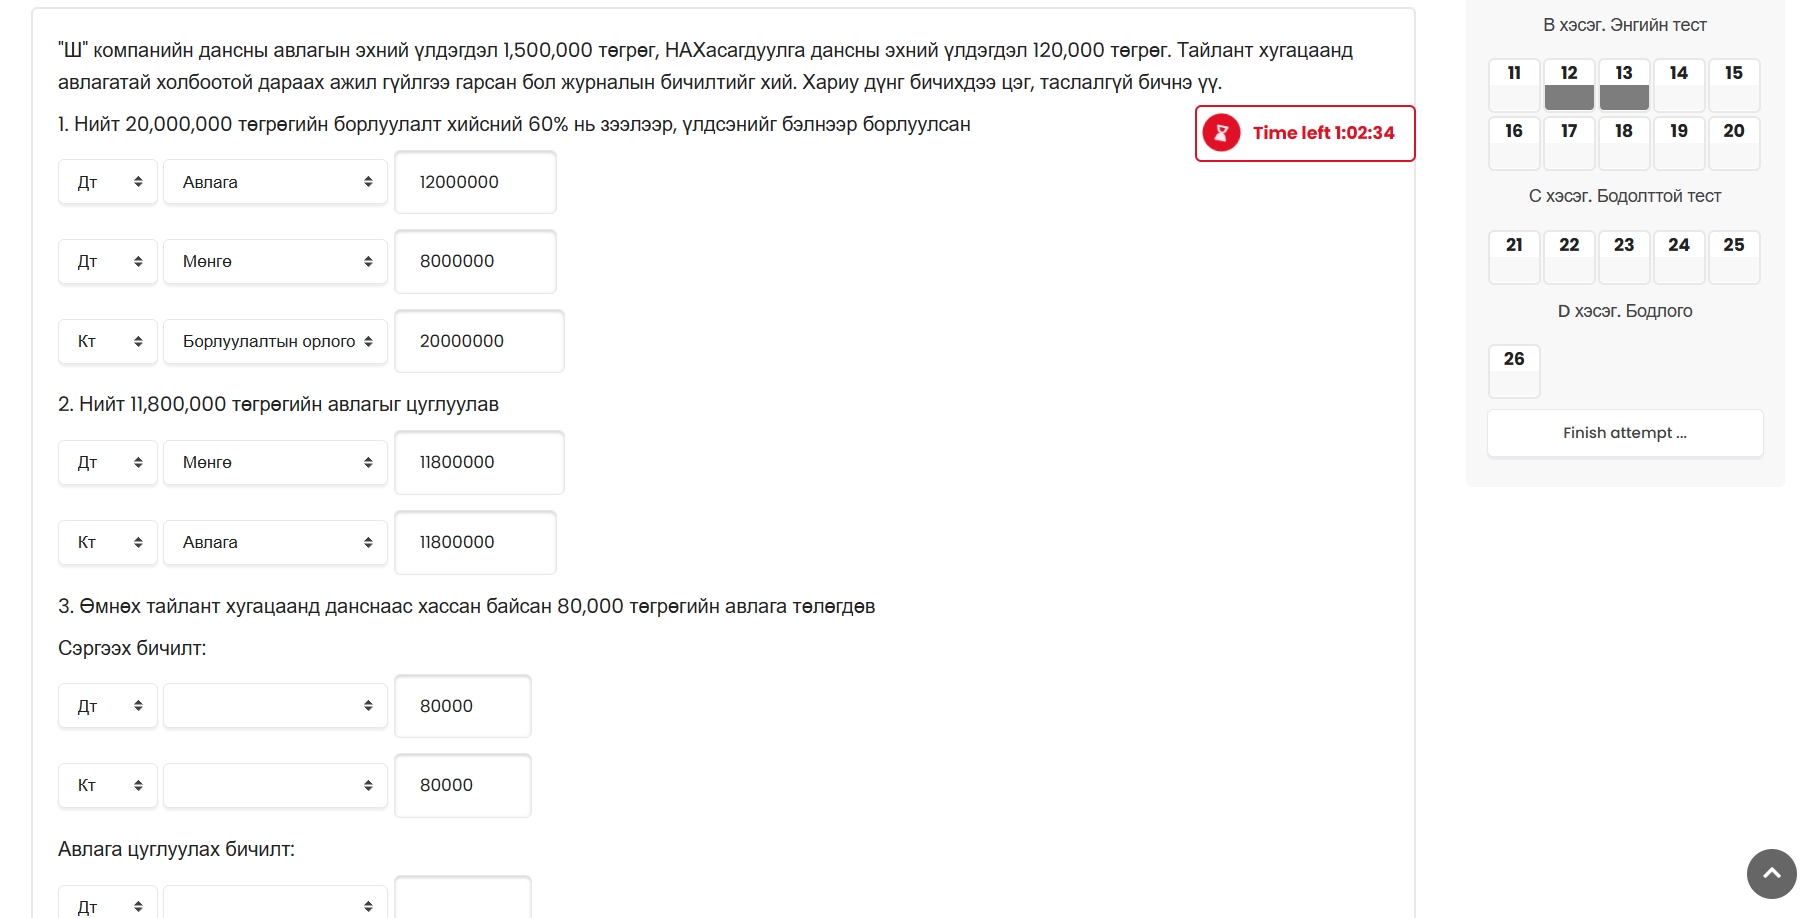 "Ш" компанийн дансны авлагын эхний үлдэгдэл 1,500,000 төгрөг, НАХасагдуулга дансны эхний үлдэгдэл 120,000 төгрөг. Тайлант хугацаанд
авлагатай холбоотой дараах ажил гүйлгээ гарсан бол журналын бичилтийг хий. Хариу дүнг бичихдээ цэг, таслалгүй бичнэ үү.
1. Нийт 20,000,000 төгрөгийн борлуулалт хийсний 60% нь зээлээр, үлдсэнийг бэлнээр борлуулсан
Time left 1:02:34
Дт Авлага 12000000
Дт Мөнгө 8000000
Кт Борлуулалтын орлого 20000000
2. Нийт 11,800,000 төгрөгийн авлагыг цуглуулав
Дт Мөнгө 11800000
Кт Авлага 11800000
3. Өмнөх тайлант хугацаанд данснаас хассан байсан 80,000 төгрөгийн авлага төлөгдөв
Сэргээх бичилт:
Дт 80000
Кт 80000
Авлага цуглуулах бичилт:
Дт
B хэсэг. Энгийн тест
11 12 13 14 15
16 17 18 19 20
C хэсэг. Бодолттой тест
21 22 23 24 25
D хэсэг. Бодлого
26
Finish attempt ...